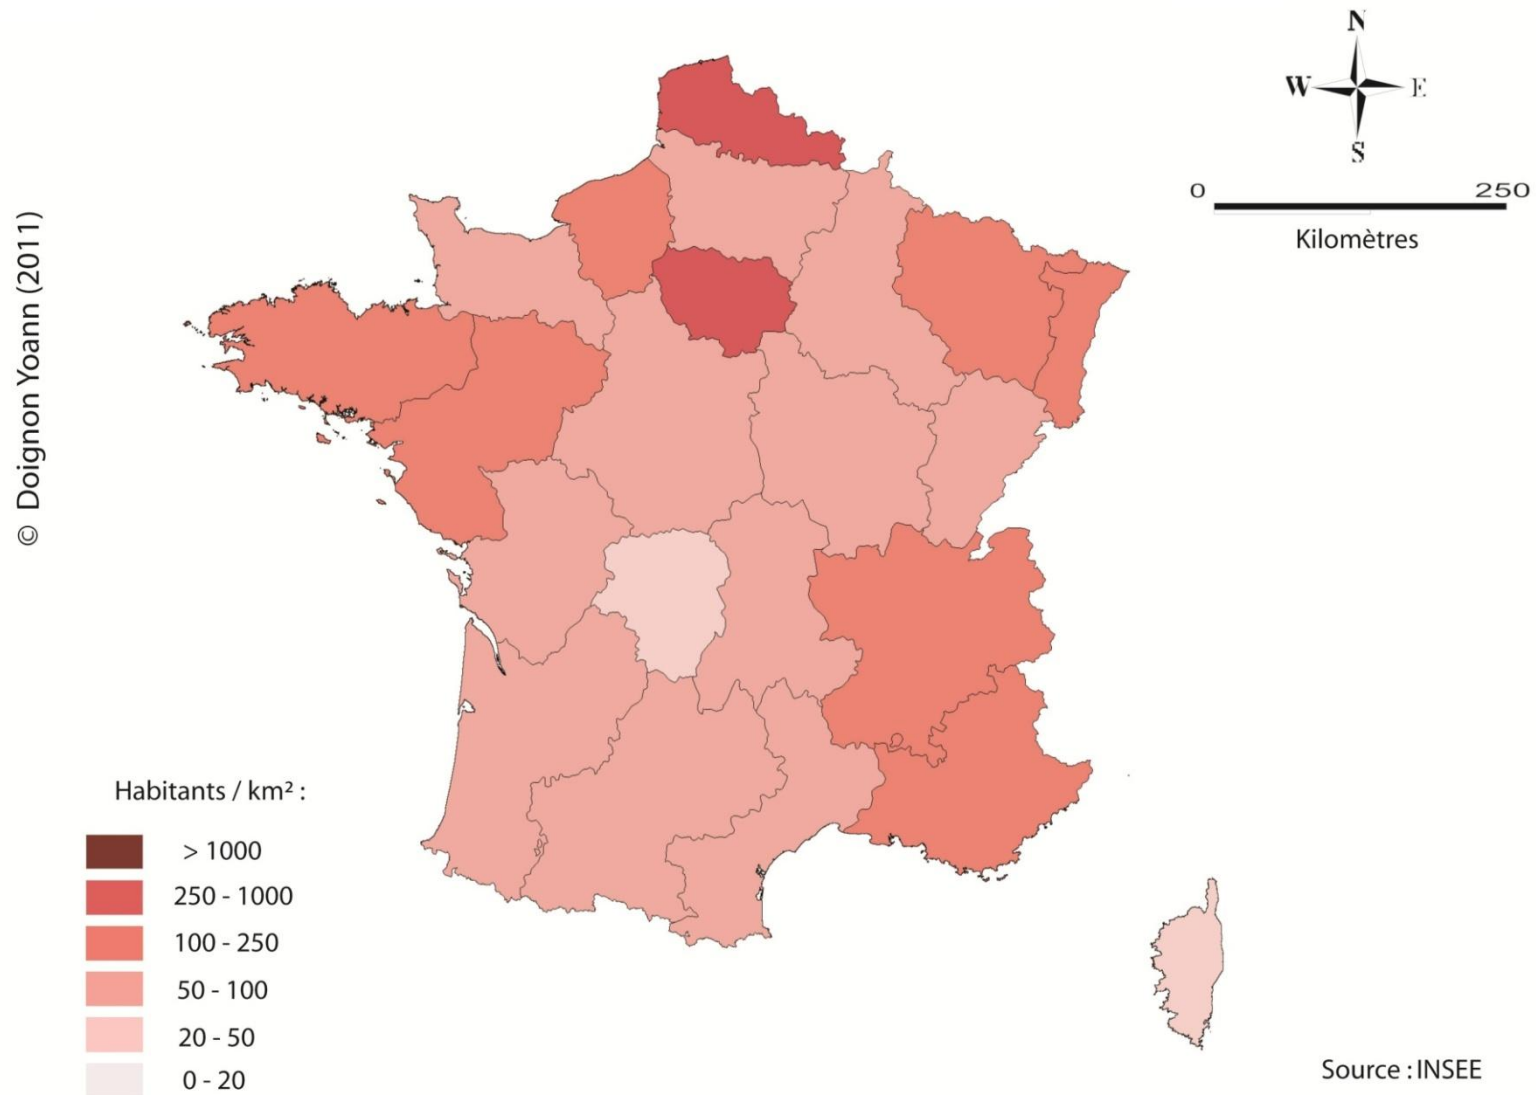 N
W E
S
0 250
Kilomètres
© Doignon Yoann (2011)
Habitants / km² :
> 1000
250 - 1000
100 - 250
50 - 100
20 - 50
0 - 20
Source : INSEE